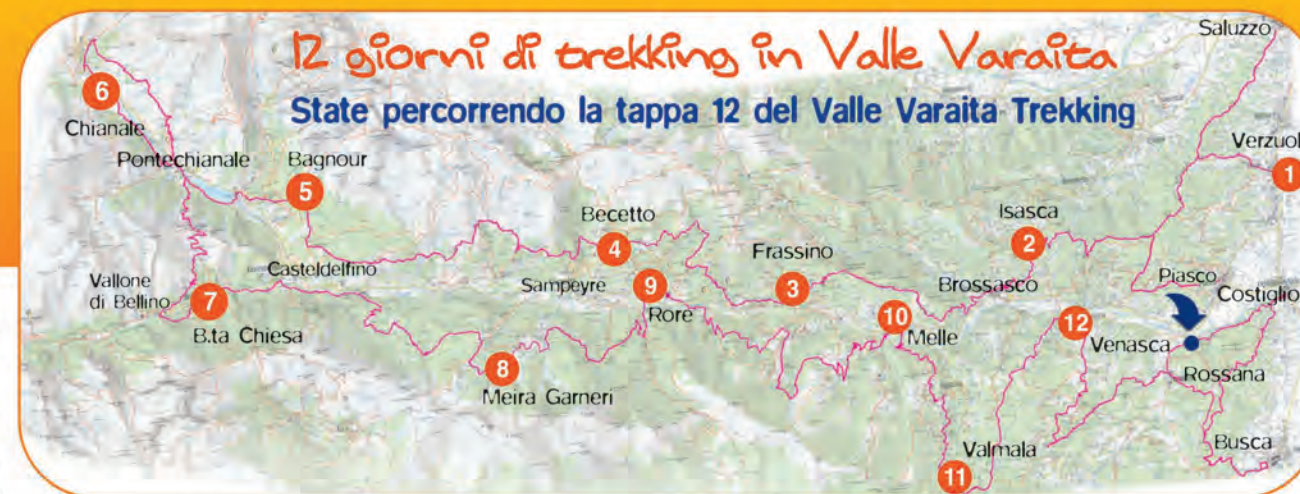 12 giorni di trekking in Valle Varaita
State percorrendo la tappa 12 del Valle Varaita Trekking
Saluzzo
6
Chianale
Verzuol
1
Pontechianale
Bagnour
5
Becetto
4
Isasca
2
Frassino
3
Vallone
di Bellino
7
Casteldelfino
Sampeyre
9
Rore
Brossasco
Piasco
Costiglio
B.ta Chiesa
10
Melle
12
Venasca
8
Meira Garneri
Rossana
Valmala
11
Busca